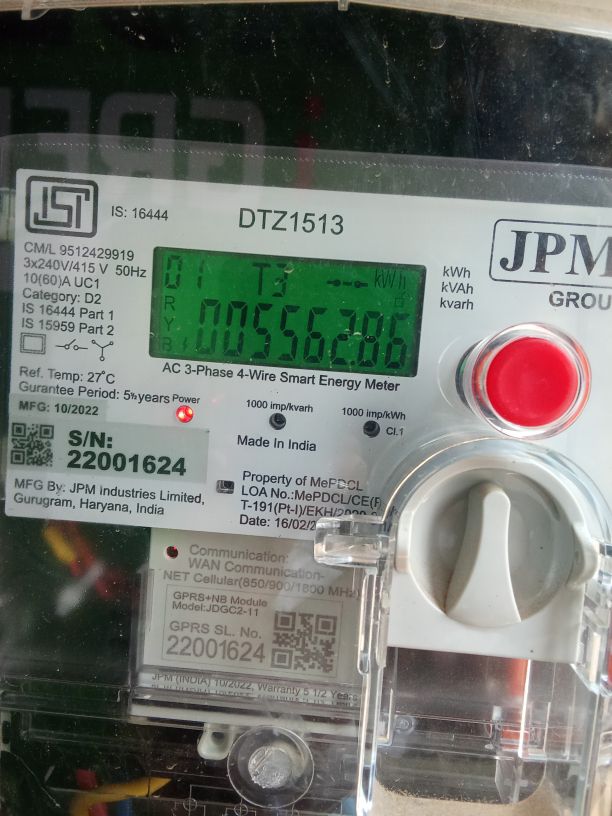 IS: 16444
DTZ1513
CM/L 9512429919
3x240V/415 V 50Hz
10(60)A UC1
Category: D2
IS 16444 Part 1
IS 15959 Part 2
01 T3 kWh
R
Y
B
00556206
kWh
kVAh
kvarh
JPM
GROU
AC 3-Phase 4-Wire Smart Energy Meter
Ref. Temp: 27°C
Gurantee Period: 5½ years
Power
1000 imp/kvarh
1000 imp/kWh
Cl.1
MFG: 10/2022
S/N:
22001624
Made In India
MFG By: JPM Industries Limited,
Gurugram, Haryana, India
Property of MePDCL
LOA No.:MePDCL/CE(
T-191(Pt-I)/EKH/2020
Date: 16/02/2
Communication:
WAN Communication-
NET Cellular(850/900/1800 MHz
GPRS+NB Module
Model:JDGC2-11
GPRS SL. No.
22001624
JPM (INDIA) 10/2022, Warranty 5 1/2 Years